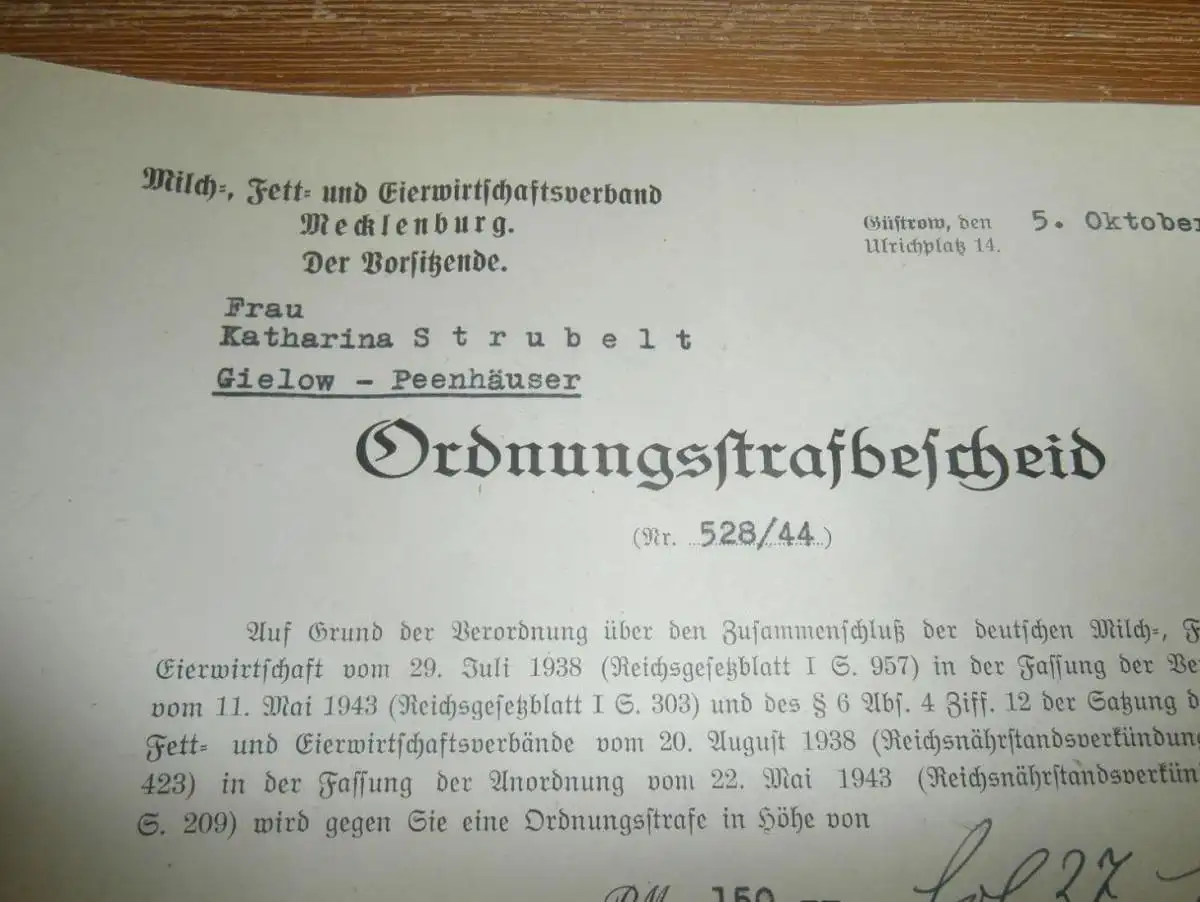 Milch-, Fett- und Eierwirtschaftsverband
Mecklenburg.
Der Vorsitzende.
Güstrow, den 5. Oktober
Ulrichplatz 14.
Frau
Katharina S t r u b e l t
Gielow - Peenhäuser
Ordnungsstrafbescheid
(Nr. 528/44)
Auf Grund der Verordnung über den Zusammenschluß der deutschen Milch-,
Eierwirtschaft vom 29. Juli 1938 (Reichsgesetzblatt I S. 957) in der Fassung der
vom 11. Mai 1943 (Reichsgesetzblatt I S. 303) und des § 6 Abs. 4 Ziff. 12 der Satzung
Fett- und Eierwirtschaftsverbände vom 20. August 1938 (Reichsnährstandsverkündung
423) in der Fassung der Anordnung vom 22. Mai 1943 (Reichsnährstandsverkün
S. 209) wird gegen Sie eine Ordnungsstrafe in Höhe von
RM 150